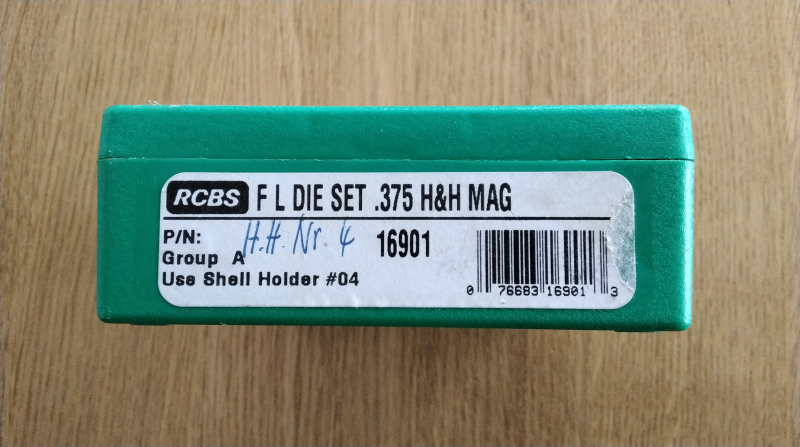 RCBS F L DIE SET .375 H&H MAG
P/N: H.H. Nr. 4 16901
Group A
Use Shell Holder #04
0 76683 16901 3